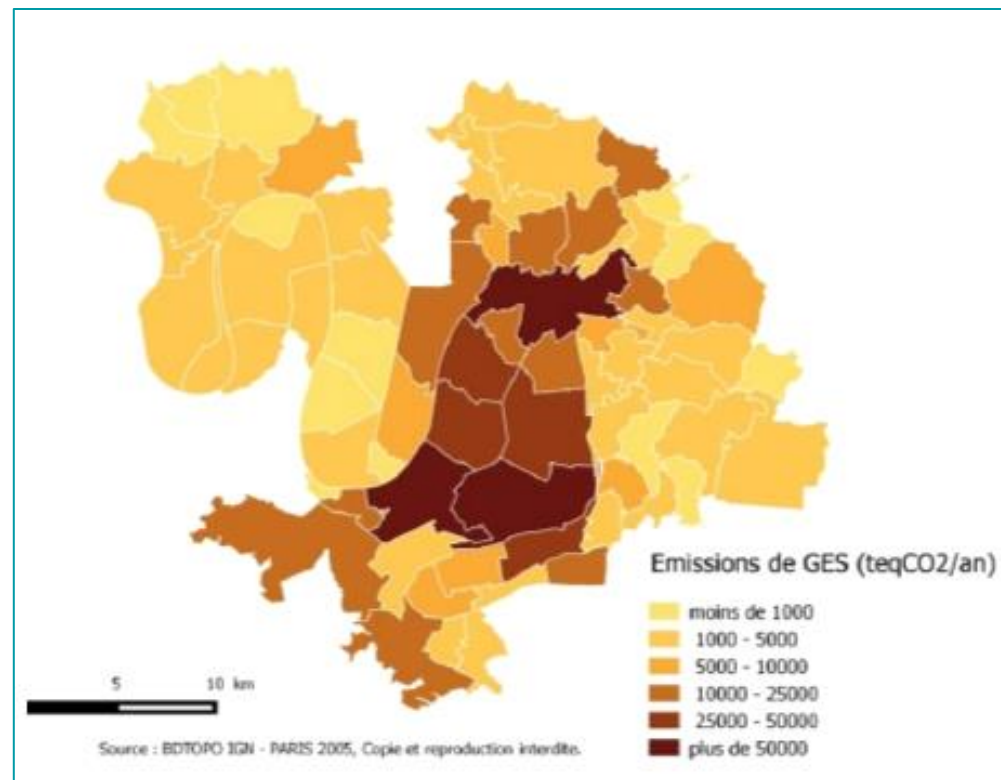 Emissions de GES (teqCO2/an)
moins de 1000
1000 - 5000
5000 - 10000
10000 - 25000
25000 - 50000
plus de 50000
5 10 km
Source : BDTOPO IGN - PARIS 2005, Copie et reproduction interdite.